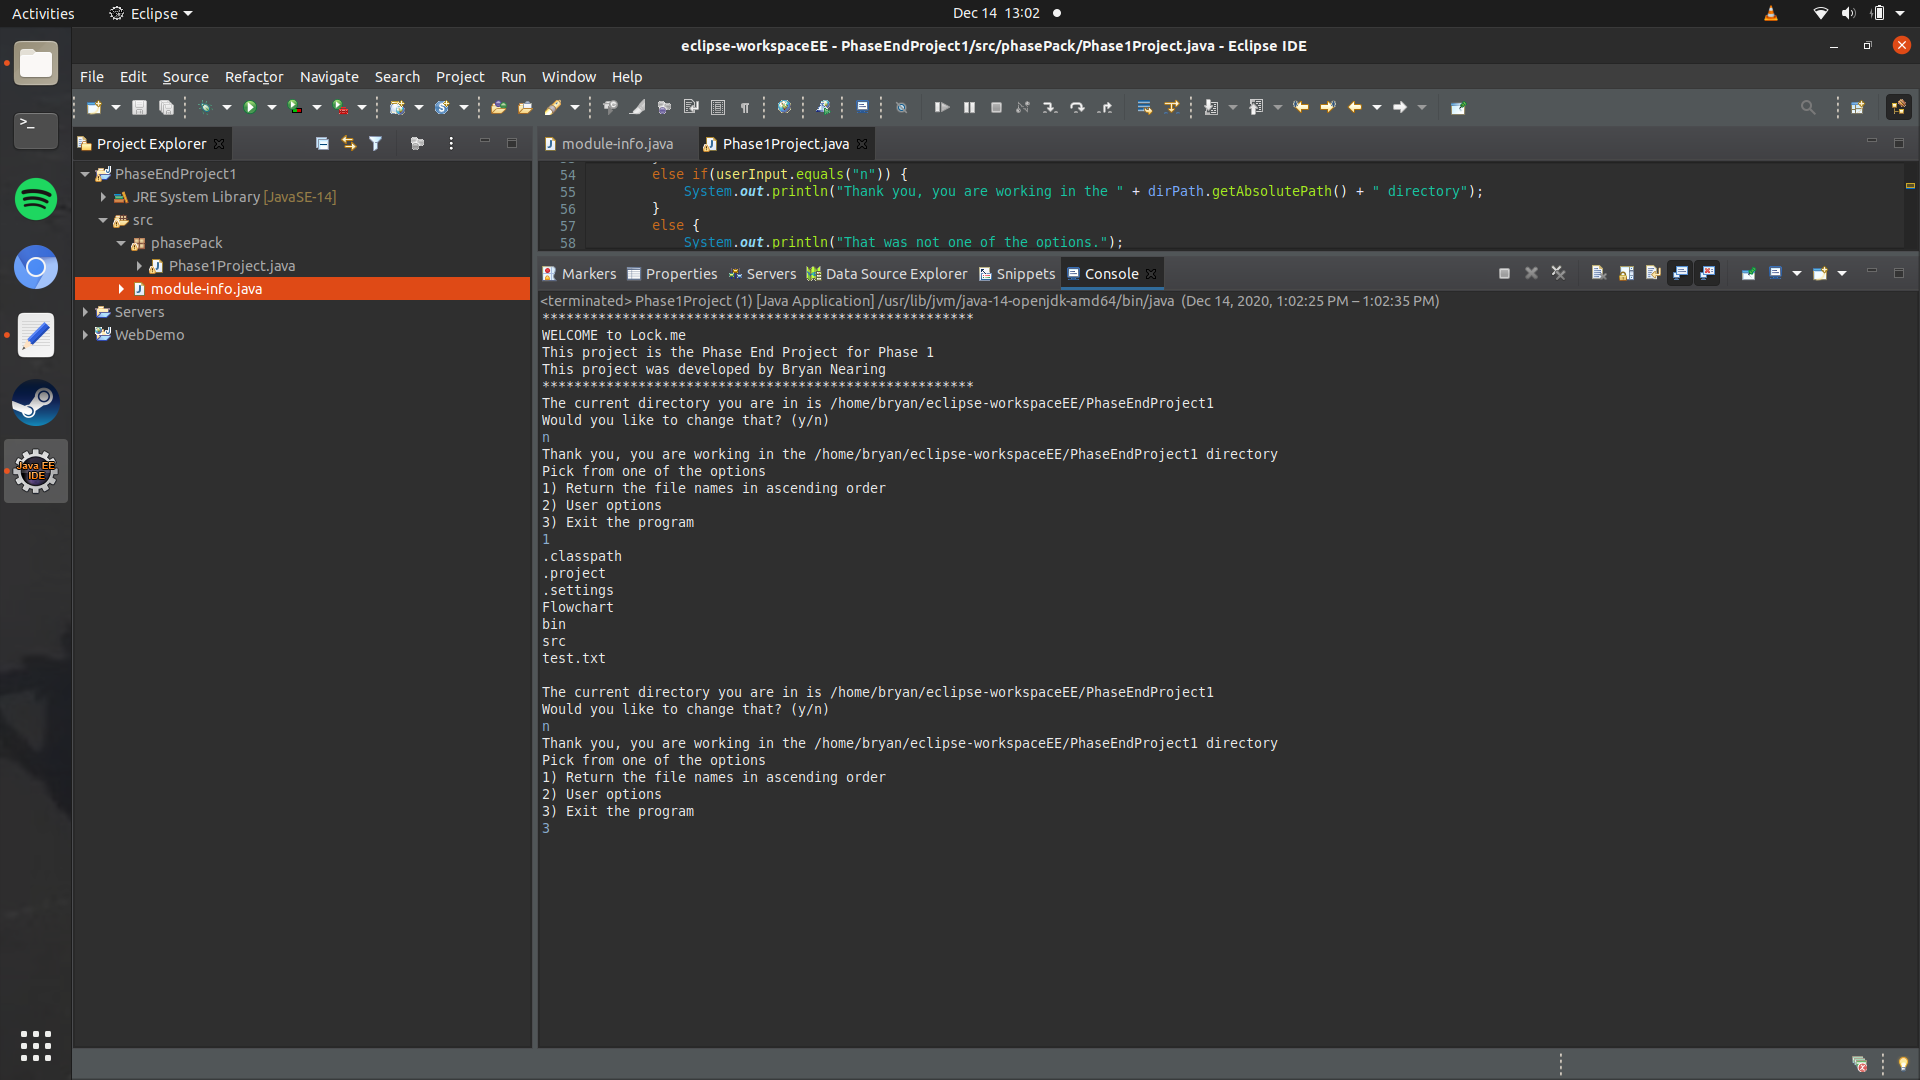 Activities
Eclipse
Dec 14 13:02
eclipse-workspaceEE - PhaseEndProject1/src/phasePack/Phase1Project.java - Eclipse IDE
File Edit Source Refactor Navigate Search Project Run Window Help
Project Explorer
PhaseEndProject1
JRE System Library [JavaSE-14]
src
phasePack
Phase1Project.java
module-info.java
Servers
WebDemo
Java EE
IDE
module-info.java
Phase1Project.java
54 else if(userInput.equals("n")) {
55 System.out.println("Thank you, you are working in the " + dirPath.getAbsolutePath() + " directory");
56 }
57 else {
58 System.out.println("That was not one of the options.");
Markers Properties Servers Data Source Explorer Snippets Console
<terminated> Phase1Project (1) [Java Application] /usr/lib/jvm/java-14-openjdk-amd64/bin/java (Dec 14, 2020, 1:02:25 PM – 1:02:35 PM)
******************************************************
WELCOME to Lock.me
This project is the Phase End Project for Phase 1
This project was developed by Bryan Nearing
******************************************************
The current directory you are in is /home/bryan/eclipse-workspaceEE/PhaseEndProject1
Would you like to change that? (y/n)
n
Thank you, you are working in the /home/bryan/eclipse-workspaceEE/PhaseEndProject1 directory
Pick from one of the options
1) Return the file names in ascending order
2) User options
3) Exit the program
1
.classpath
.project
.settings
Flowchart
bin
src
test.txt
The current directory you are in is /home/bryan/eclipse-workspaceEE/PhaseEndProject1
Would you like to change that? (y/n)
n
Thank you, you are working in the /home/bryan/eclipse-workspaceEE/PhaseEndProject1 directory
Pick from one of the options
1) Return the file names in ascending order
2) User options
3) Exit the program
3